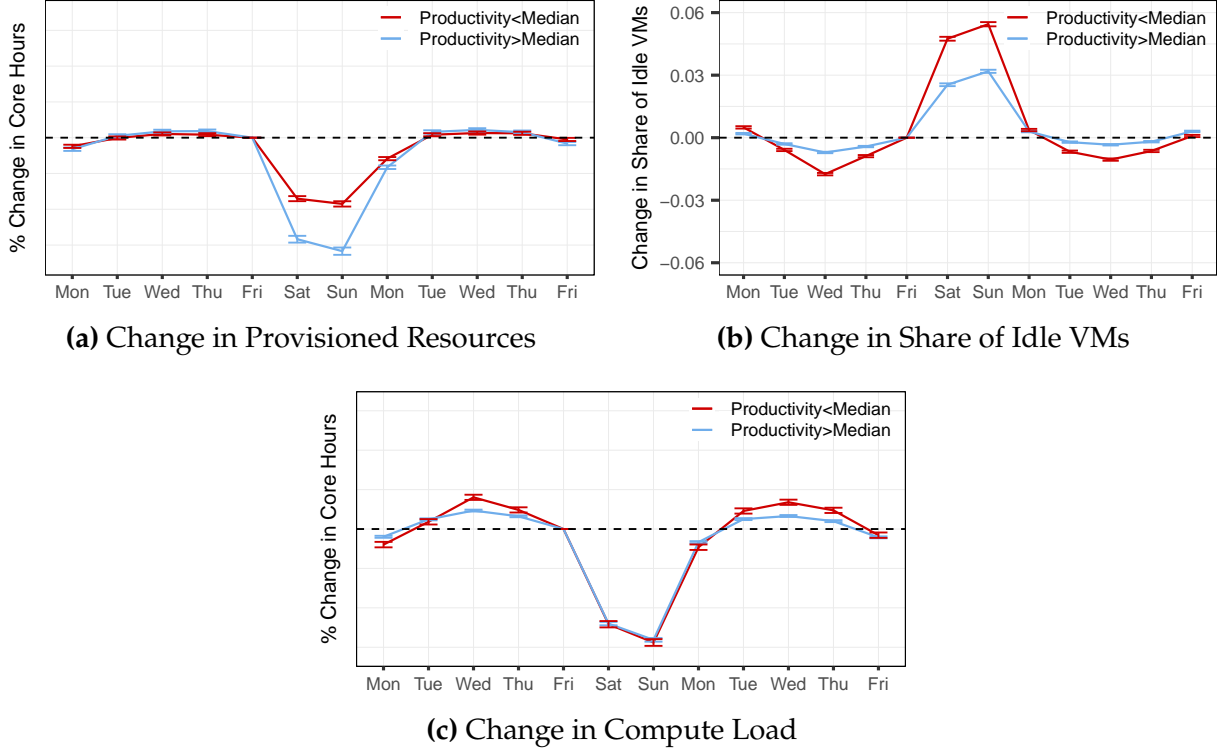 % Change in Core Hours
Productivity<Median
Productivity>Median
Mon Tue Wed Thu Fri Sat Sun Mon Tue Wed Thu Fri
(a) Change in Provisioned Resources
Change in Share of Idle VMs
0.06
0.03
0.00
−0.03
−0.06
Productivity<Median
Productivity>Median
Mon Tue Wed Thu Fri Sat Sun Mon Tue Wed Thu Fri
(b) Change in Share of Idle VMs
% Change in Core Hours
Productivity<Median
Productivity>Median
Mon Tue Wed Thu Fri Sat Sun Mon Tue Wed Thu Fri
(c) Change in Compute Load